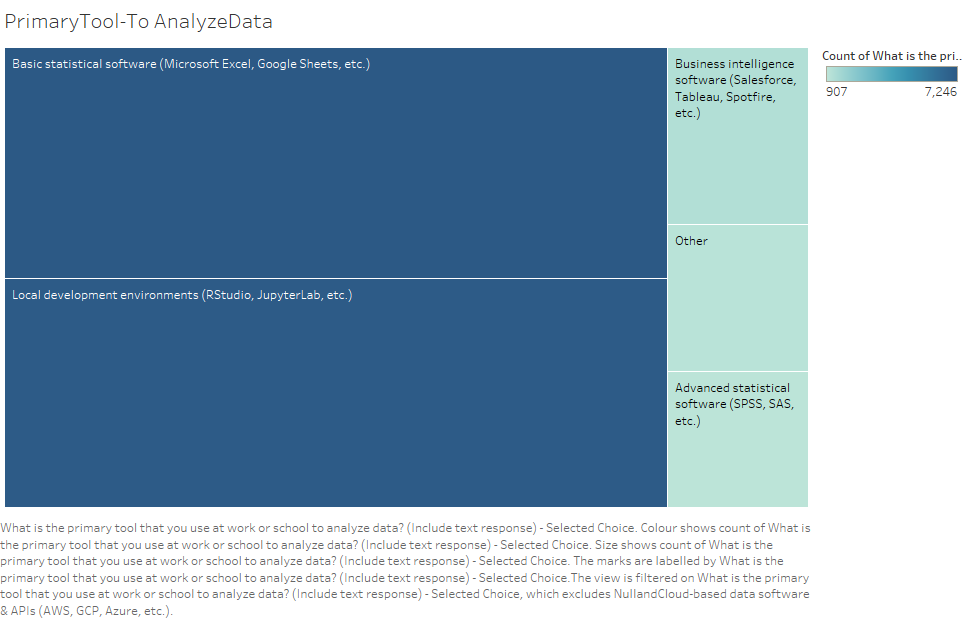 PrimaryTool-To AnalyzeData
Basic statistical software (Microsoft Excel, Google Sheets, etc.)
Business intelligence
software (Salesforce,
Tableau, Spotfire,
etc.)
Count of What is the pri..
907 7,246
Other
Local development environments (RStudio, JupyterLab, etc.)
Advanced statistical
software (SPSS, SAS,
etc.)
What is the primary tool that you use at work or school to analyze data? (Include text response) - Selected Choice. Colour shows count of What is
the primary tool that you use at work or school to analyze data? (Include text response) - Selected Choice. Size shows count of What is the
primary tool that you use at work or school to analyze data? (Include text response) - Selected Choice. The marks are labelled by What is the
primary tool that you use at work or school to analyze data? (Include text response) - Selected Choice.The view is filtered on What is the primary
tool that you use at work or school to analyze data? (Include text response) - Selected Choice, which excludes NullandCloud-based data software
& APIs (AWS, GCP, Azure, etc.).